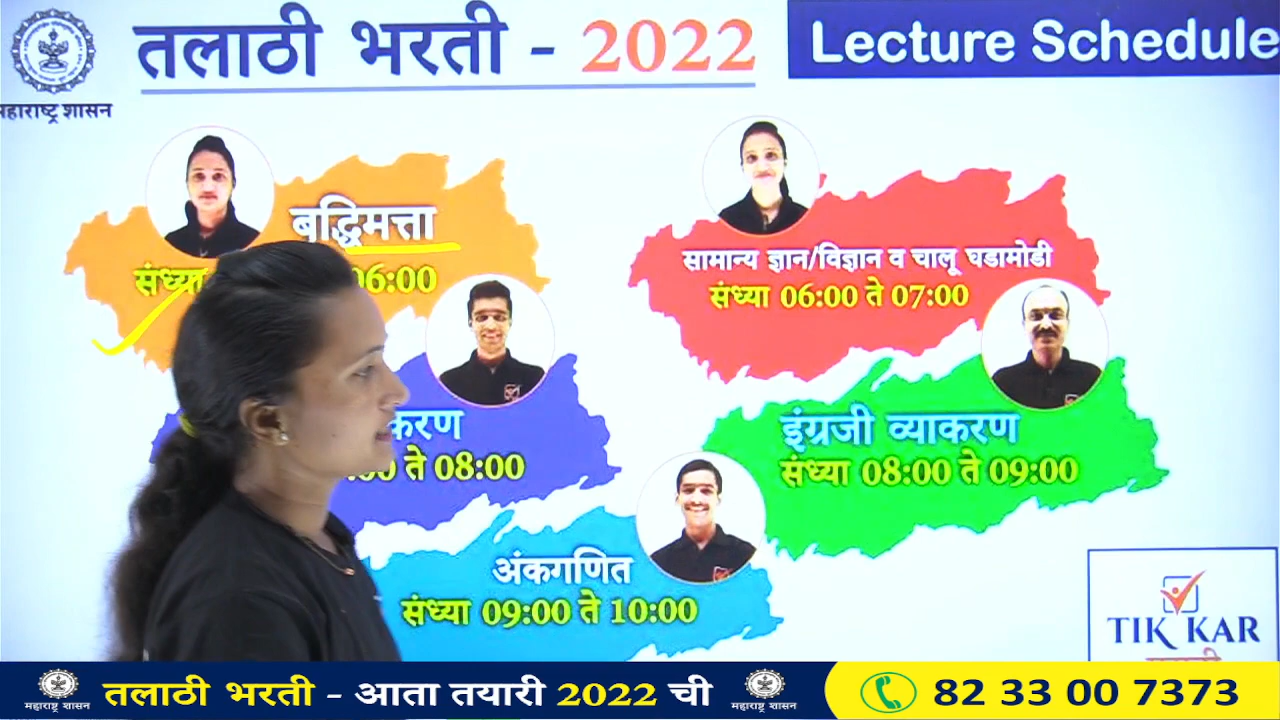 तलाठी भरती - 2022
Lecture Schedule
महाराष्ट्र शासन
बुद्धिमत्ता
संध्या 06:00
सामान्य ज्ञान/विज्ञान व चालू घडामोडी
संध्या 06:00 ते 07:00
करण
ते 08:00
इंग्रजी व्याकरण
संध्या 08:00 ते 09:00
अंकगणित
संध्या 09:00 ते 10:00
TIK KAR
तलाठी भरती - आता तयारी 2022 ची
महाराष्ट्र शासन
महाराष्ट्र शासन
82 33 00 7373